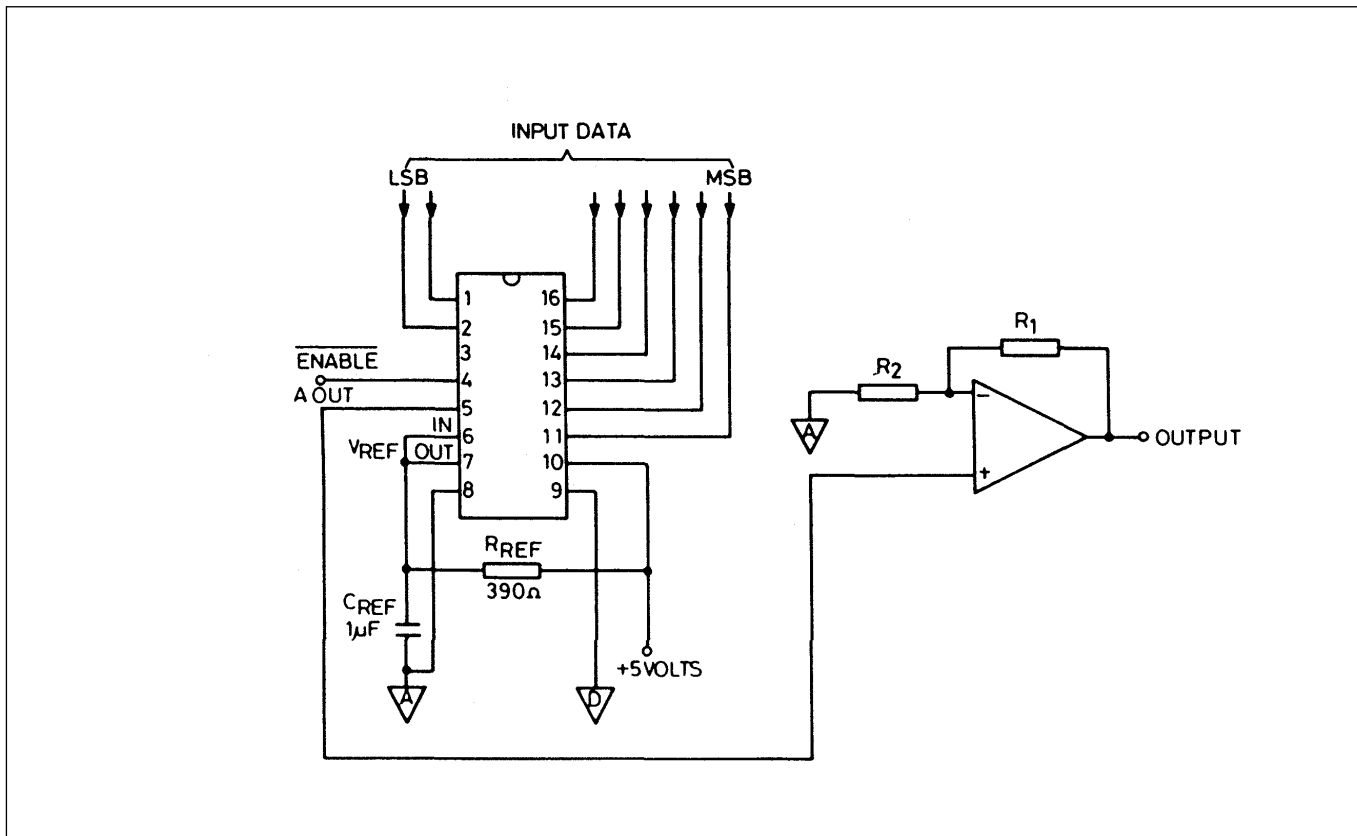 INPUT DATA
LSB MSB
1 16
2 15
ENABLE 3 14
4 13
A OUT 5 12
IN 6 11
VREF OUT 7 10
8 9
RREF
390Ω
CREF
1µF
+5VOLTS
A D
R1
R2
A
−
+
OUTPUT